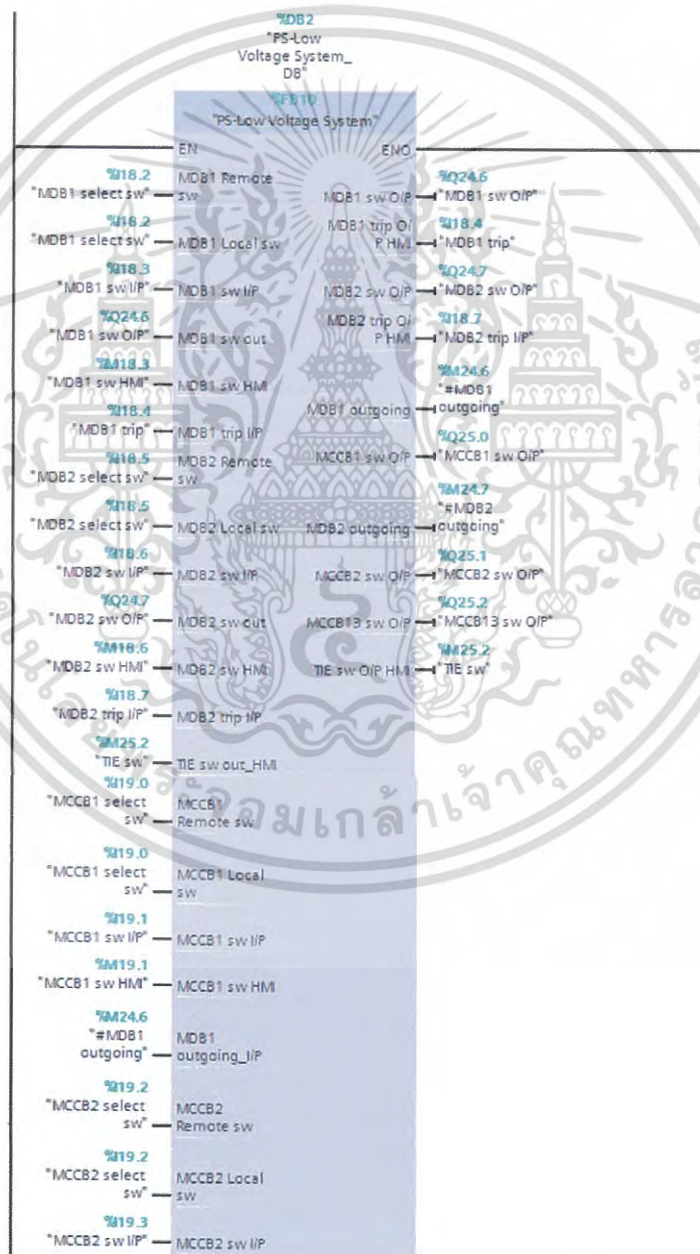 %DB2
"PS-Low
Voltage System_
DB"
%FB10
"PS-Low Voltage System"
EN ENO
%I18.2
"MDB1 select sw" MDB1 Remote
sw
%I18.2
"MDB1 select sw" MDB1 Local sw
%I18.3
"MDB1 sw I/P" MDB1 sw I/P
%Q24.6
"MDB1 sw O/P" MDB1 sw out
%M18.3
"MDB1 sw HMI" MDB1 sw HMI
%I18.4
"MDB1 trip" MDB1 trip I/P
%I18.5
"MDB2 select sw" MDB2 Remote
sw
%I18.5
"MDB2 select sw" MDB2 Local sw
%I18.6
"MDB2 sw I/P" MDB2 sw I/P
%Q24.7
"MDB2 sw O/P" MDB2 sw out
%M18.6
"MDB2 sw HMI" MDB2 sw HMI
%I18.7
"MDB2 trip I/P" MDB2 trip I/P
%M25.2
"TIE sw" TIE sw out_HMI
%I19.0
"MCCB1 select
sw" MCCB1
Remote sw
%I19.0
"MCCB1 select
sw" MCCB1 Local
sw
%I19.1
"MCCB1 sw I/P" MCCB1 sw I/P
%M19.1
"MCCB1 sw HMI" MCCB1 sw HMI
%M24.6
"#MDB1
outgoing" MDB1
outgoing_I/P
%I19.2
"MCCB2 select
sw" MCCB2
Remote sw
%I19.2
"MCCB2 select
sw" MCCB2 Local
sw
%I19.3
"MCCB2 sw I/P" MCCB2 sw I/P
%Q24.6
MDB1 sw O/P "MDB1 sw O/P"
MDB1 trip O/
P HMI %I18.4
"MDB1 trip"
%Q24.7
MDB2 sw O/P "MDB2 sw O/P"
MDB2 trip O/
P HMI %I18.7
"MDB2 trip I/P"
%M24.6
"#MDB1
MDB1 outgoing outgoing"
%Q25.0
MCCB1 sw O/P "MCCB1 sw O/P"
%M24.7
"#MDB2
MDB2 outgoing outgoing"
%Q25.1
MCCB2 sw O/P "MCCB2 sw O/P"
%Q25.2
MCCB13 sw O/P "MCCB13 sw O/P"
%M25.2
TIE sw O/P HMI "TIE sw"